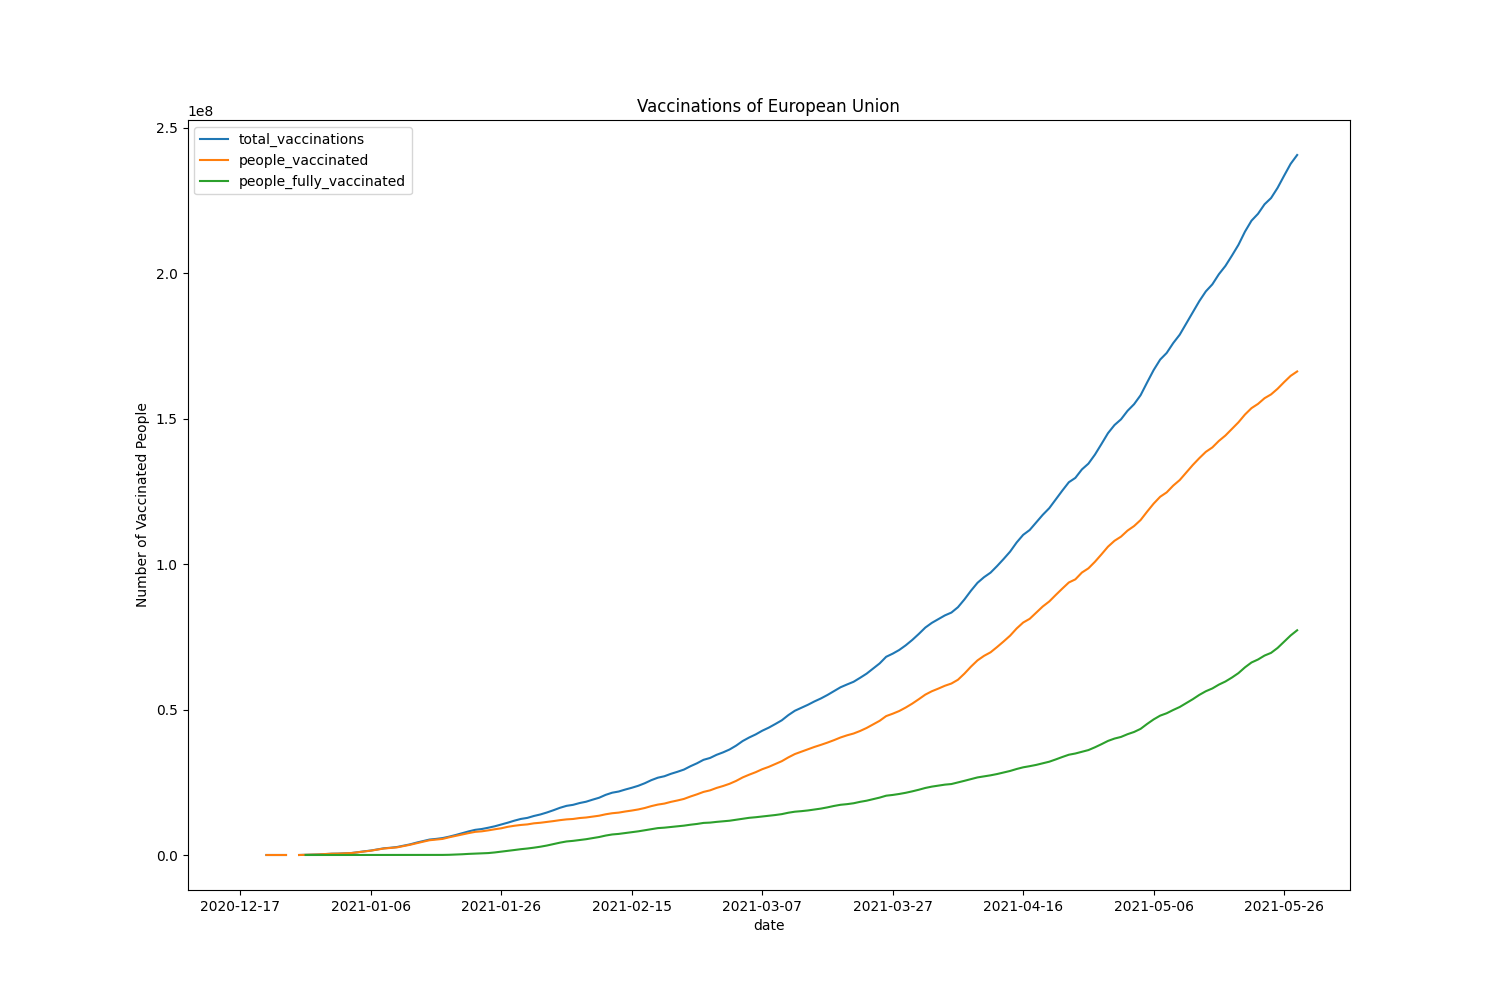 Vaccinations of European Union
1e8
total_vaccinations
people_vaccinated
people_fully_vaccinated
2.5
2.0
1.5
1.0
0.5
0.0
Number of Vaccinated People
2020-12-17 2021-01-06 2021-01-26 2021-02-15 2021-03-07 2021-03-27 2021-04-16 2021-05-06 2021-05-26
date